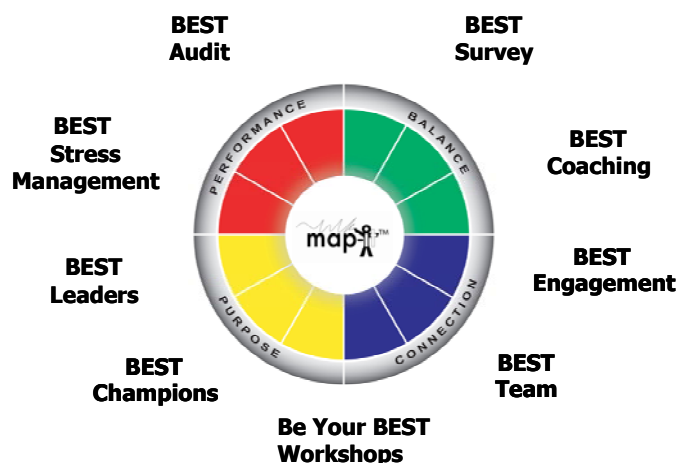 BEST
Audit
BEST
Survey
BEST
Stress
Management
PERFORMANCE
BALANCE
BEST
Coaching
map-it™
BEST
Leaders
BEST
Engagement
PURPOSE
CONNECTION
BEST
Champions
BEST
Team
Be Your BEST
Workshops